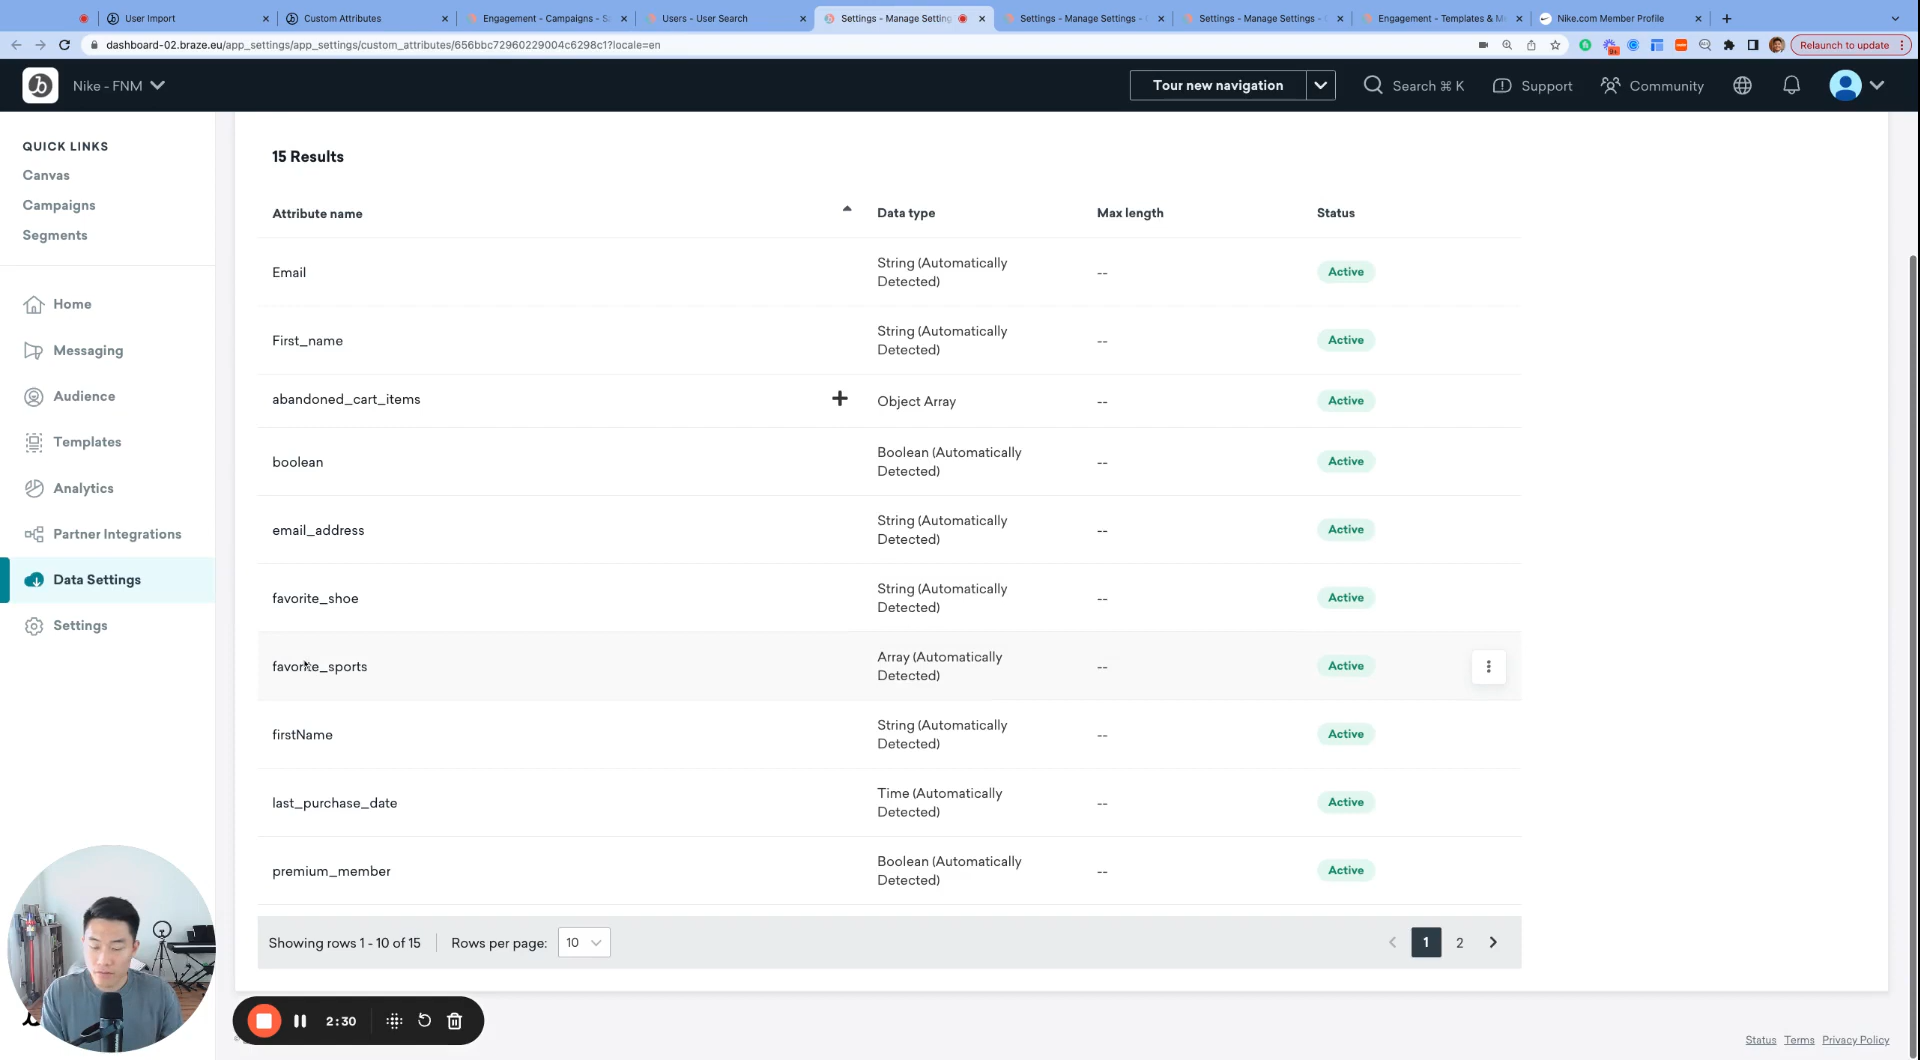 User Import
Custom Attributes
Engagement - Campaigns - S
Users - User Search
Settings - Manage Setting
Settings - Manage Settings -
Settings - Manage Settings -
Engagement - Templates & M
Nike.com Member Profile
dashboard-02.braze.eu/app_settings/app_settings/custom_attributes/656bbc72960229004c6298c1?locale=en
Relaunch to update
Nike - FNM
Tour new navigation
Search ⌘ K
Support
Community
QUICK LINKS
Canvas
Campaigns
Segments
Home
Messaging
Audience
Templates
Analytics
Partner Integrations
Data Settings
Settings
15 Results
Attribute name Data type Max length Status
Email String (Automatically Detected) -- Active
First_name String (Automatically Detected) -- Active
abandoned_cart_items Object Array -- Active
boolean Boolean (Automatically Detected) -- Active
email_address String (Automatically Detected) -- Active
favorite_shoe String (Automatically Detected) -- Active
favorite_sports Array (Automatically Detected) -- Active
firstName String (Automatically Detected) -- Active
last_purchase_date Time (Automatically Detected) -- Active
premium_member Boolean (Automatically Detected) -- Active
Showing rows 1 - 10 of 15 Rows per page: 10 1 2
2:30
Status Terms Privacy Policy